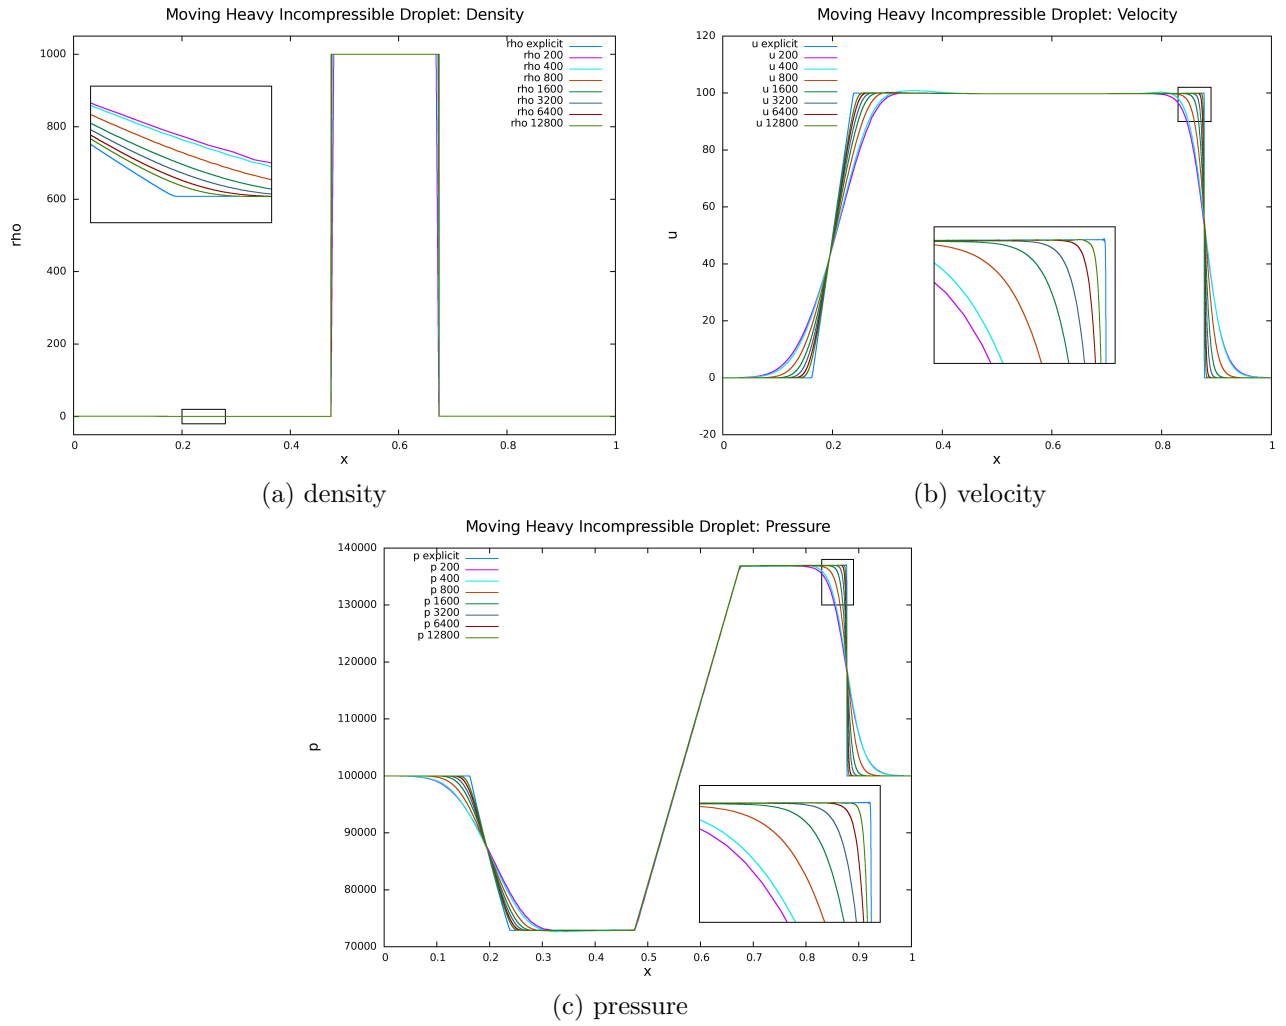 Moving Heavy Incompressible Droplet: Density
1000
800
600
400
200
0
rho
rho explicit
rho 200
rho 400
rho 800
rho 1600
rho 3200
rho 6400
rho 12800
0 0.2 0.4 0.6 0.8 1
x
(a) density
Moving Heavy Incompressible Droplet: Velocity
120
100
80
60
40
20
0
-20
u
u explicit
u 200
u 400
u 800
u 1600
u 3200
u 6400
u 12800
0 0.2 0.4 0.6 0.8 1
x
(b) velocity
Moving Heavy Incompressible Droplet: Pressure
140000
130000
120000
110000
100000
90000
80000
70000
p
p explicit
p 200
p 400
p 800
p 1600
p 3200
p 6400
p 12800
0 0.1 0.2 0.3 0.4 0.5 0.6 0.7 0.8 0.9 1
x
(c) pressure